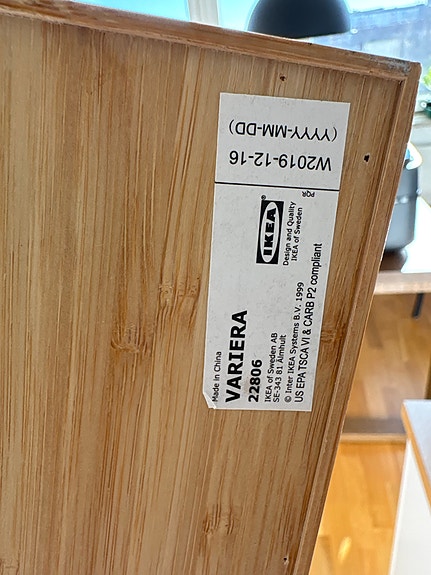 Made in China
VARIERA
22806
IKEA of Sweden AB
SE-343 81 Älmhult
© Inter IKEA Systems B.V. 1999
US EPA TSCA VI & CARB P2 compliant
IKEA
Design and Quality
IKEA of Sweden
W2019-12-16
(YYYY-MM-DD)